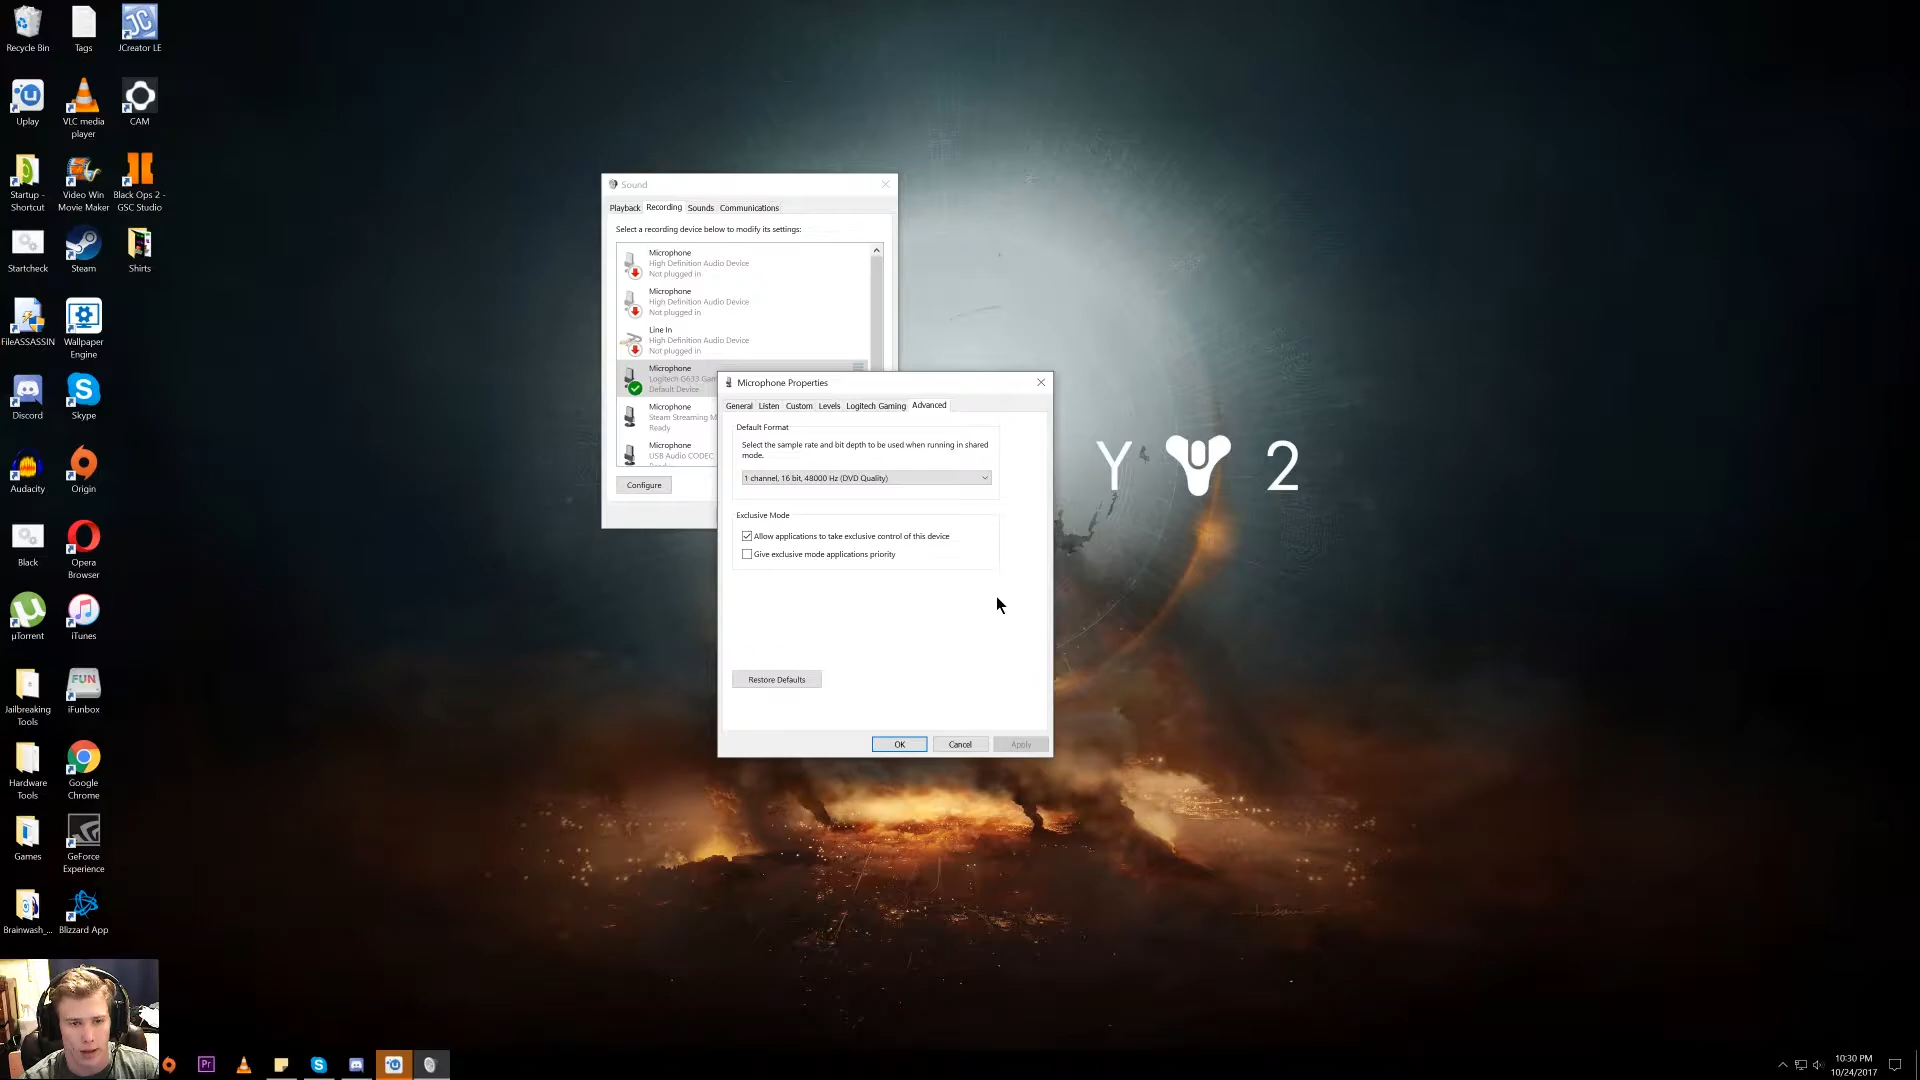 Recycle Bin
Tags
JCreator LE
Uplay
VLC media
player
CAM
Startup -
Shortcut
Video Win
Movie Maker
Black Ops 2 -
GSC Studio
Startcheck
Steam
Shirts
FileASSASSIN
Wallpaper
Engine
Discord
Skype
Audacity
Origin
Black
Opera
Browser
µTorrent
iTunes
Jailbreaking
Tools
iFunbox
Hardware
Tools
Google
Chrome
Games
GeForce
Experience
Brainwash_...
Blizzard App
Sound
Playback Recording Sounds Communications
Select a recording device below to modify its settings:
Microphone
High Definition Audio Device
Not plugged in
Microphone
High Definition Audio Device
Not plugged in
Line In
High Definition Audio Device
Not plugged in
Microphone
Logitech G633 Gam
Default Device
Microphone
Steam Streaming M
Ready
Microphone
USB Audio CODEC
Configure
Microphone Properties
General Listen Custom Levels Logitech Gaming Advanced
Default Format
Select the sample rate and bit depth to be used when running in shared
mode.
1 channel, 16 bit, 48000 Hz (DVD Quality)
Exclusive Mode
Allow applications to take exclusive control of this device
Give exclusive mode applications priority
Restore Defaults
OK Cancel Apply
Y 2
FUN
Pr
10:30 PM
10/24/2017